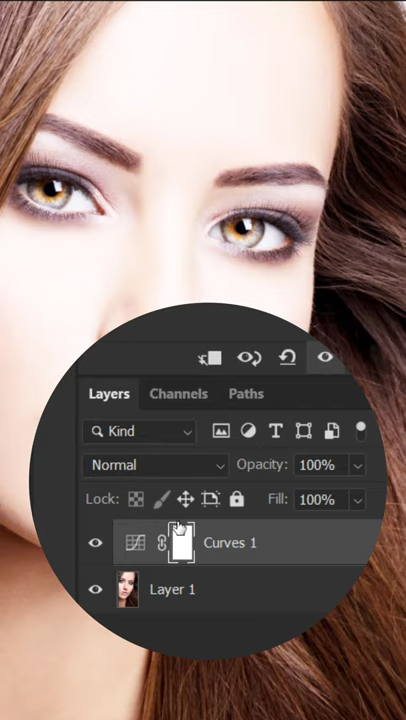 Layers Channels Paths
Kind
Normal Opacity: 100%
Lock: Fill: 100%
Curves 1
Layer 1